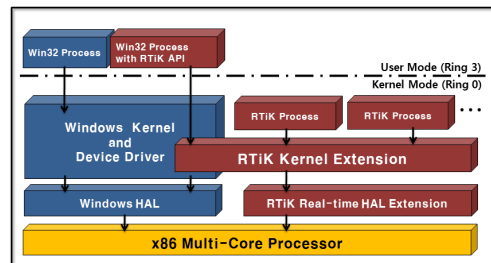 Win32 Process
Win32 Process
with RTiK API
User Mode (Ring 3)
Kernel Mode (Ring 0)
RTiK Process
RTiK Process
...
Windows Kernel
and
Device Driver
RTiK Kernel Extension
Windows HAL
RTiK Real-time HAL Extension
x86 Multi-Core Processor